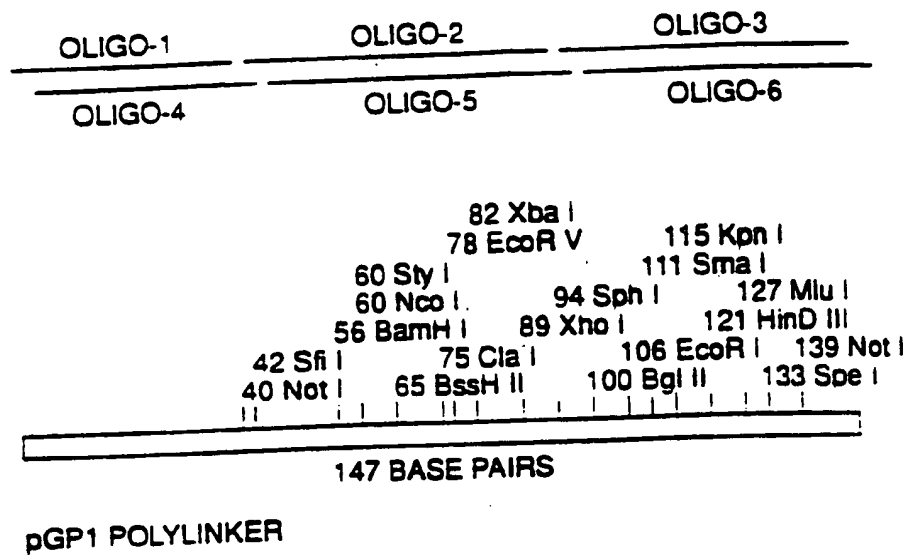 OLIGO-1 OLIGO-2 OLIGO-3
OLIGO-4 OLIGO-5 OLIGO-6
82 Xba I
78 EcoR V 115 Kpn I
60 Sty I 111 Sma I
60 Nco I 94 Sph I 127 Mlu I
56 BamH I 89 Xho I 121 HinD III
42 Sfi I 75 Cla I 106 EcoR I 139 Not I
40 Not I 65 BssH II 100 Bgl II 133 Spe I
147 BASE PAIRS
pGP1 POLYLINKER